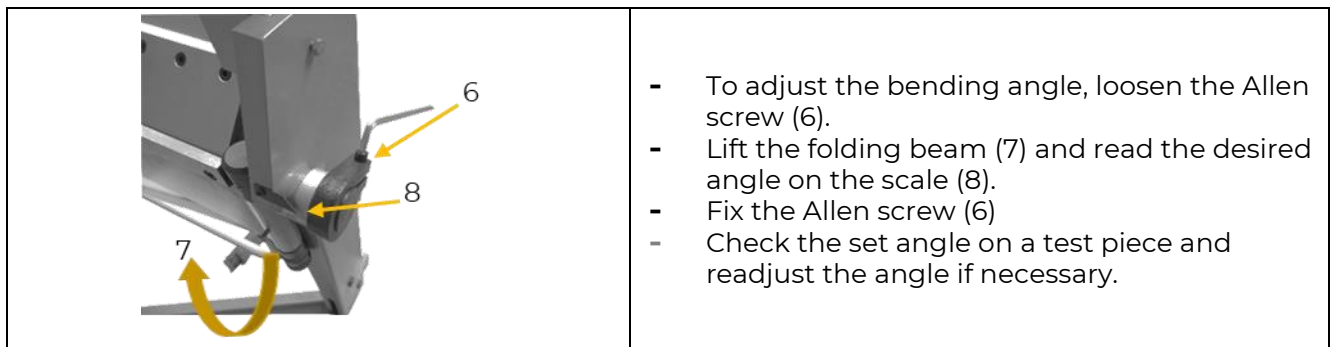 6
8
7
- To adjust the bending angle, loosen the Allen
screw (6).
- Lift the folding beam (7) and read the desired
angle on the scale (8).
- Fix the Allen screw (6)
- Check the set angle on a test piece and
readjust the angle if necessary.